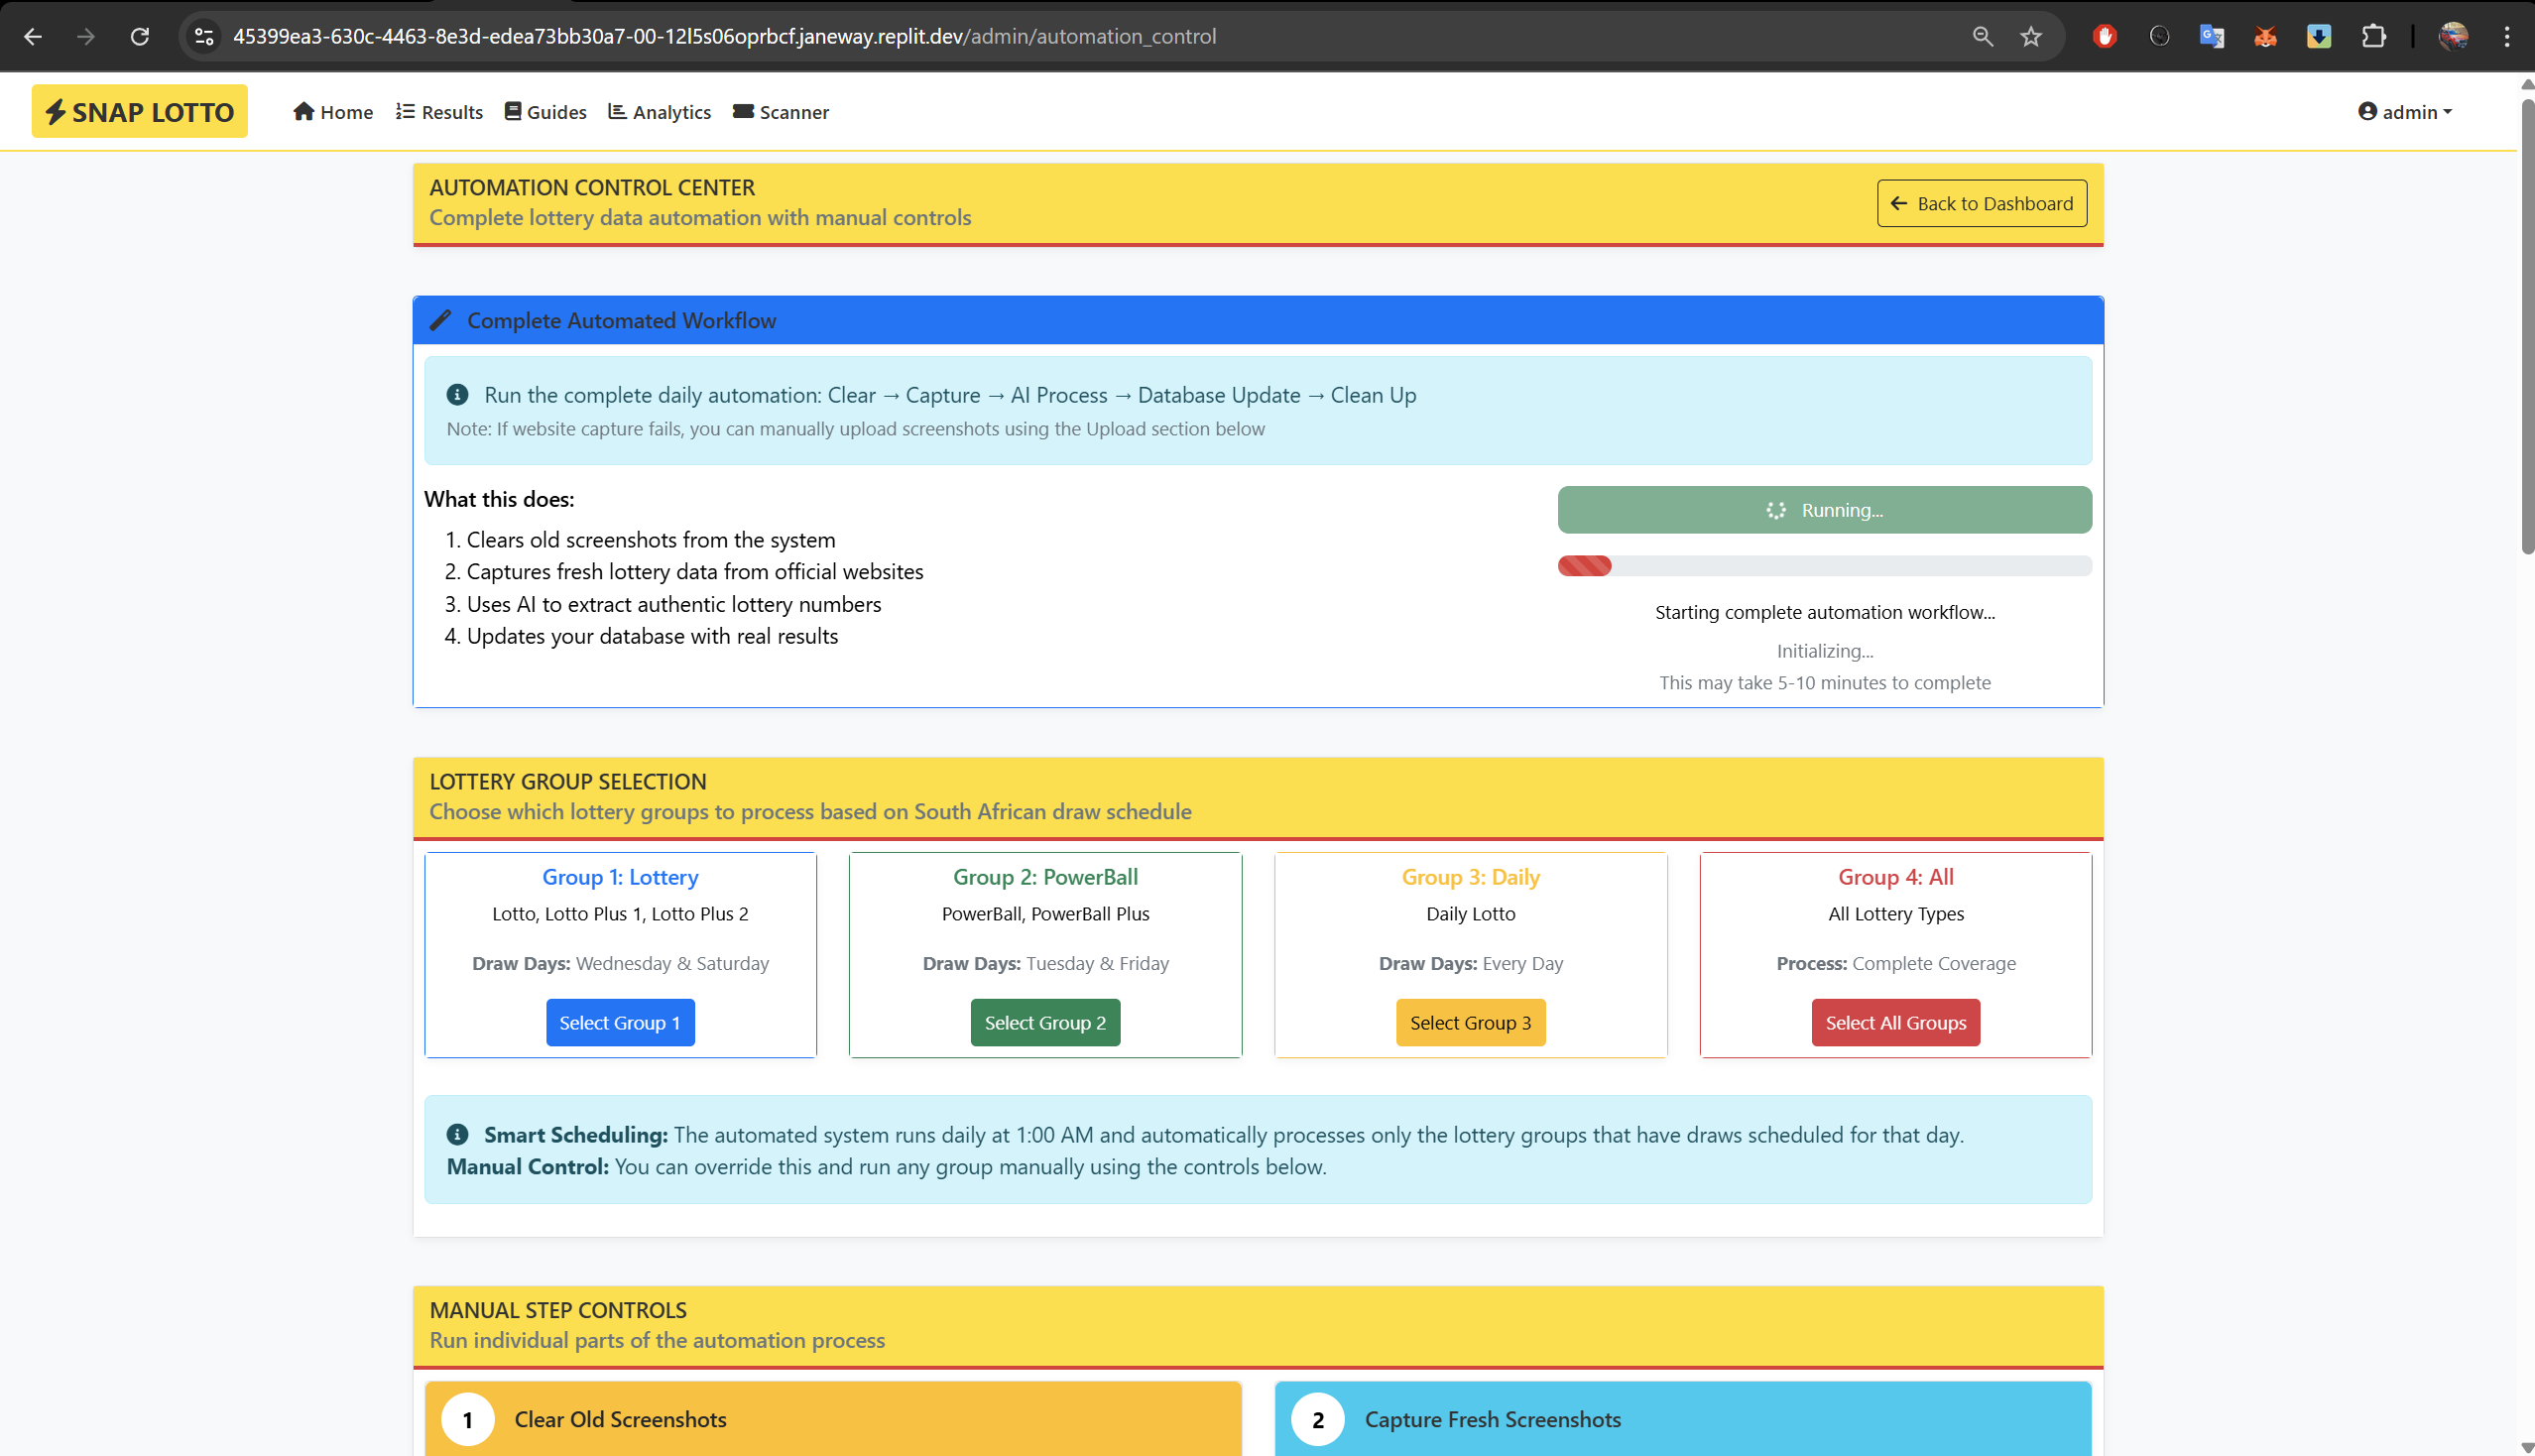 45399ea3-630c-4463-8e3d-edea73bb30a7-00-12l5s06oprbcf.janeway.replit.dev/admin/automation_control
SNAP LOTTO
Home
Results
Guides
Analytics
Scanner
admin
AUTOMATION CONTROL CENTER
Complete lottery data automation with manual controls
Back to Dashboard
Complete Automated Workflow
Run the complete daily automation: Clear → Capture → AI Process → Database Update → Clean Up
Note: If website capture fails, you can manually upload screenshots using the Upload section below
What this does:
1. Clears old screenshots from the system
2. Captures fresh lottery data from official websites
3. Uses AI to extract authentic lottery numbers
4. Updates your database with real results
Running...
Starting complete automation workflow...
Initializing...
This may take 5-10 minutes to complete
LOTTERY GROUP SELECTION
Choose which lottery groups to process based on South African draw schedule
Group 1: Lottery
Lotto, Lotto Plus 1, Lotto Plus 2
Draw Days: Wednesday & Saturday
Select Group 1
Group 2: PowerBall
PowerBall, PowerBall Plus
Draw Days: Tuesday & Friday
Select Group 2
Group 3: Daily
Daily Lotto
Draw Days: Every Day
Select Group 3
Group 4: All
All Lottery Types
Process: Complete Coverage
Select All Groups
Smart Scheduling: The automated system runs daily at 1:00 AM and automatically processes only the lottery groups that have draws scheduled for that day.
Manual Control: You can override this and run any group manually using the controls below.
MANUAL STEP CONTROLS
Run individual parts of the automation process
1 Clear Old Screenshots
2 Capture Fresh Screenshots